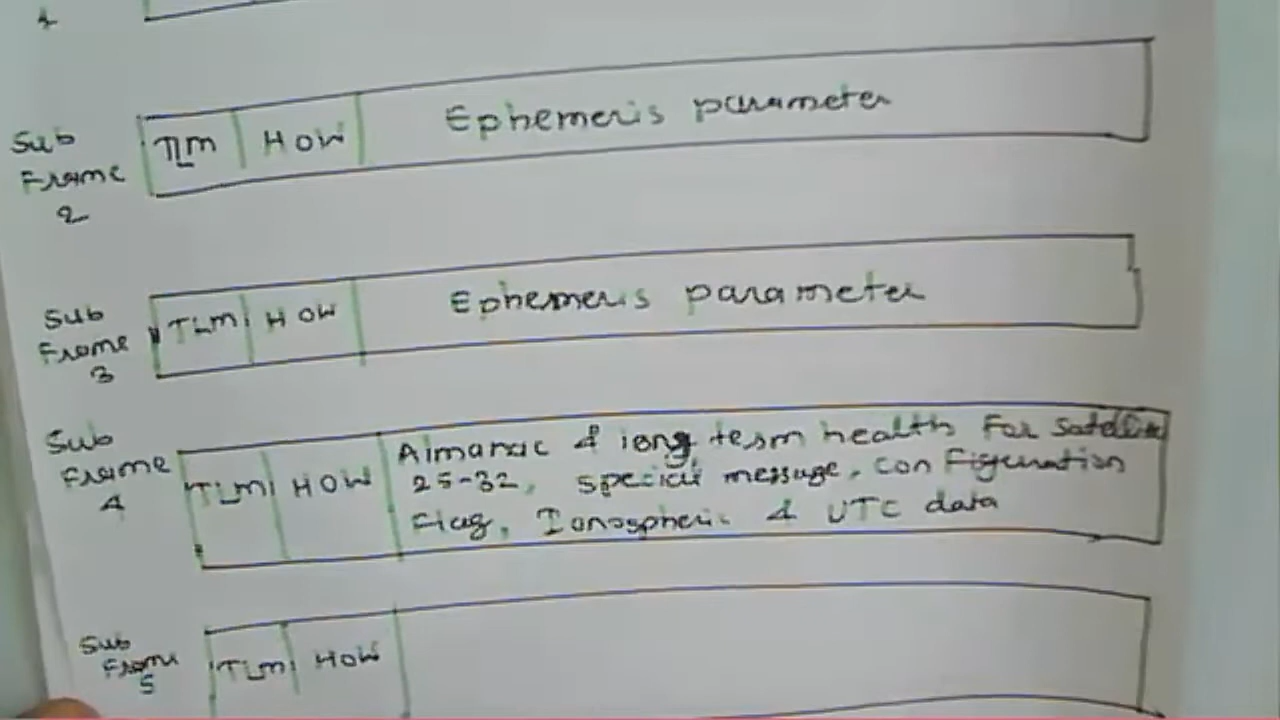 1
Sub
Frame
2
TLM
HOW
Ephemeris parameter
Sub
Frame
3
TLM
HOW
Ephemeris parameter
Sub
Frame
4
TLM
HOW
Almanac & long term health For Satellite
25-32, special message, configuration
Flag, Ionospheric & UTC data
Sub
Frame
5
TLM
HOW